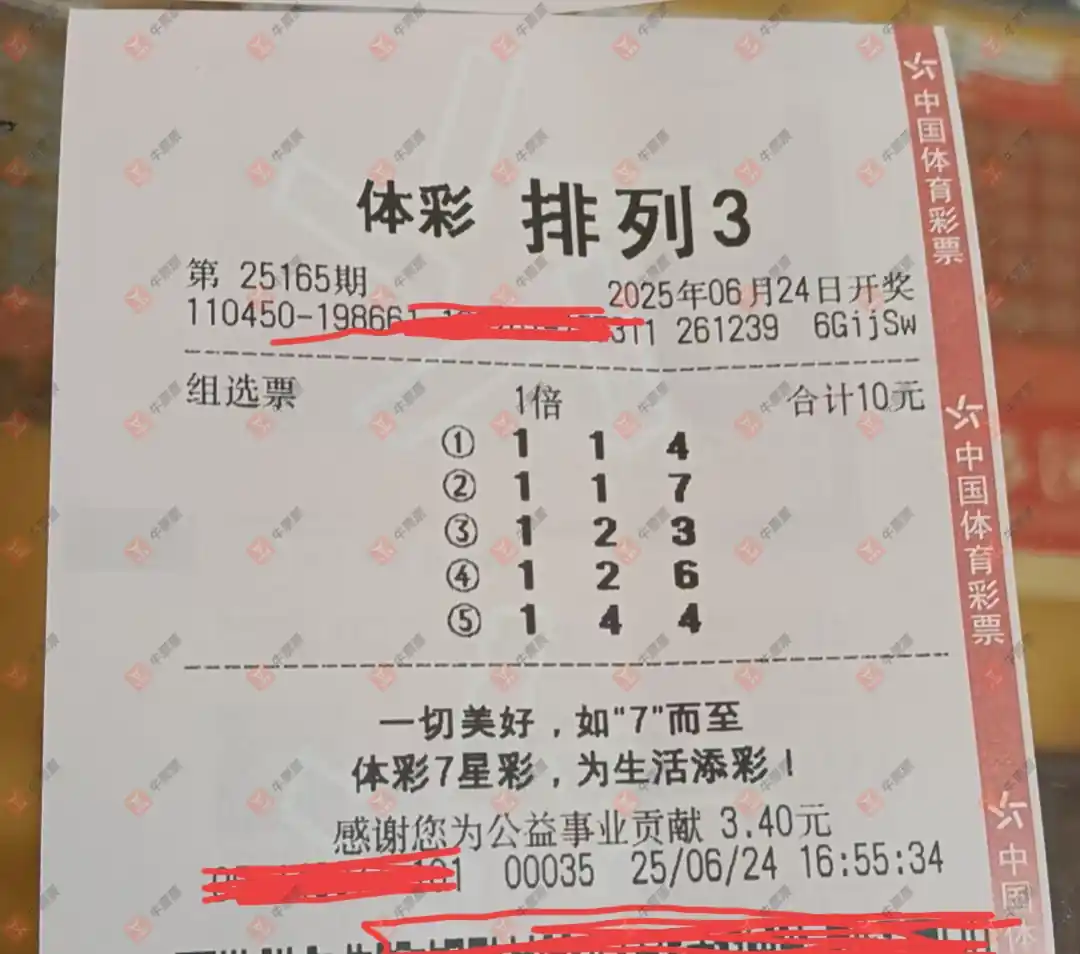 体彩 排列3
第 25165期 2025年06月24日开奖
110450-198661 311 261239 6GijSw
组选票 1倍 合计10元
① 1 1 4
② 1 1 7
③ 1 2 3
④ 1 2 6
⑤ 1 4 4
一切美好，如“7”而至
体彩7星彩，为生活添彩！
感谢您为公益事业贡献 3.40元
101 00035 25/06/24 16:55:34
中国体育彩票
中国体育彩票
中国体
牛票票